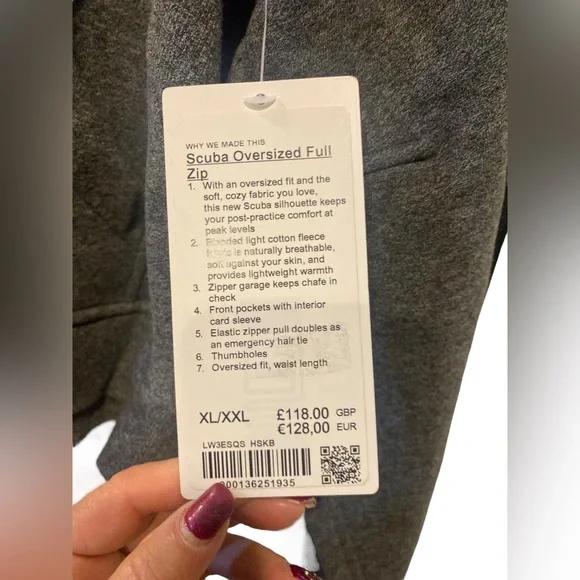 WHY WE MADE THIS
Scuba Oversized Full
Zip
1. With an oversized fit and the
soft, cozy fabric you love,
this new Scuba silhouette keeps
your post-practice comfort at
peak levels
2. Blended light cotton fleece
fabric is naturally breathable,
soft against your skin, and
provides lightweight warmth
3. Zipper garage keeps chafe in
check
4. Front pockets with interior
card sleeve
5. Elastic zipper pull doubles as
an emergency hair tie
6. Thumbholes
7. Oversized fit, waist length
XL/XXL £118.00 GBP
€128,00 EUR
LW3ESQS HSKB
000136251935